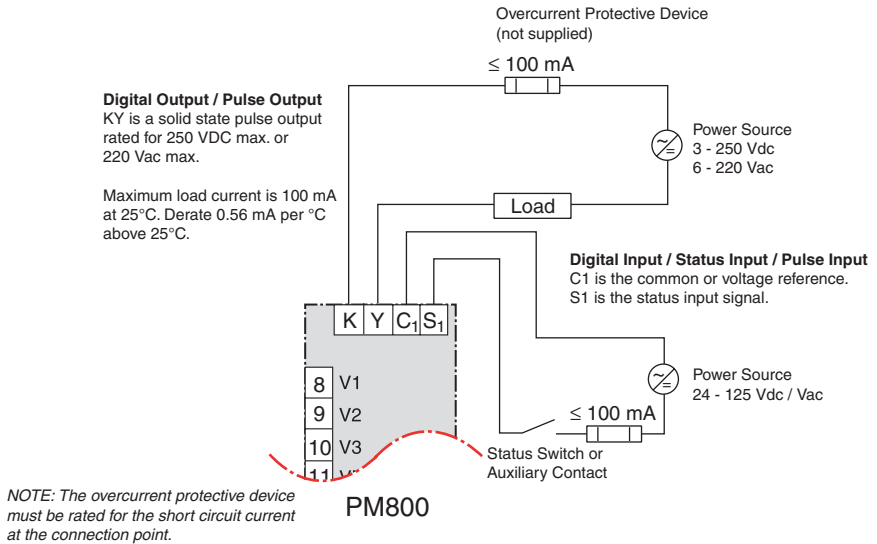 Overcurrent Protective Device
(not supplied)
≤ 100 mA
Digital Output / Pulse Output
KY is a solid state pulse output
rated for 250 VDC max. or
220 Vac max.
Maximum load current is 100 mA
at 25°C. Derate 0.56 mA per °C
above 25°C.
Power Source
3 - 250 Vdc
6 - 220 Vac
Load
Digital Input / Status Input / Pulse Input
C1 is the common or voltage reference.
S1 is the status input signal.
K Y C1 S1
8 V1
9 V2
10 V3
11
Power Source
24 - 125 Vdc / Vac
≤ 100 mA
Status Switch or
Auxiliary Contact
PM800
NOTE: The overcurrent protective device
must be rated for the short circuit current
at the connection point.